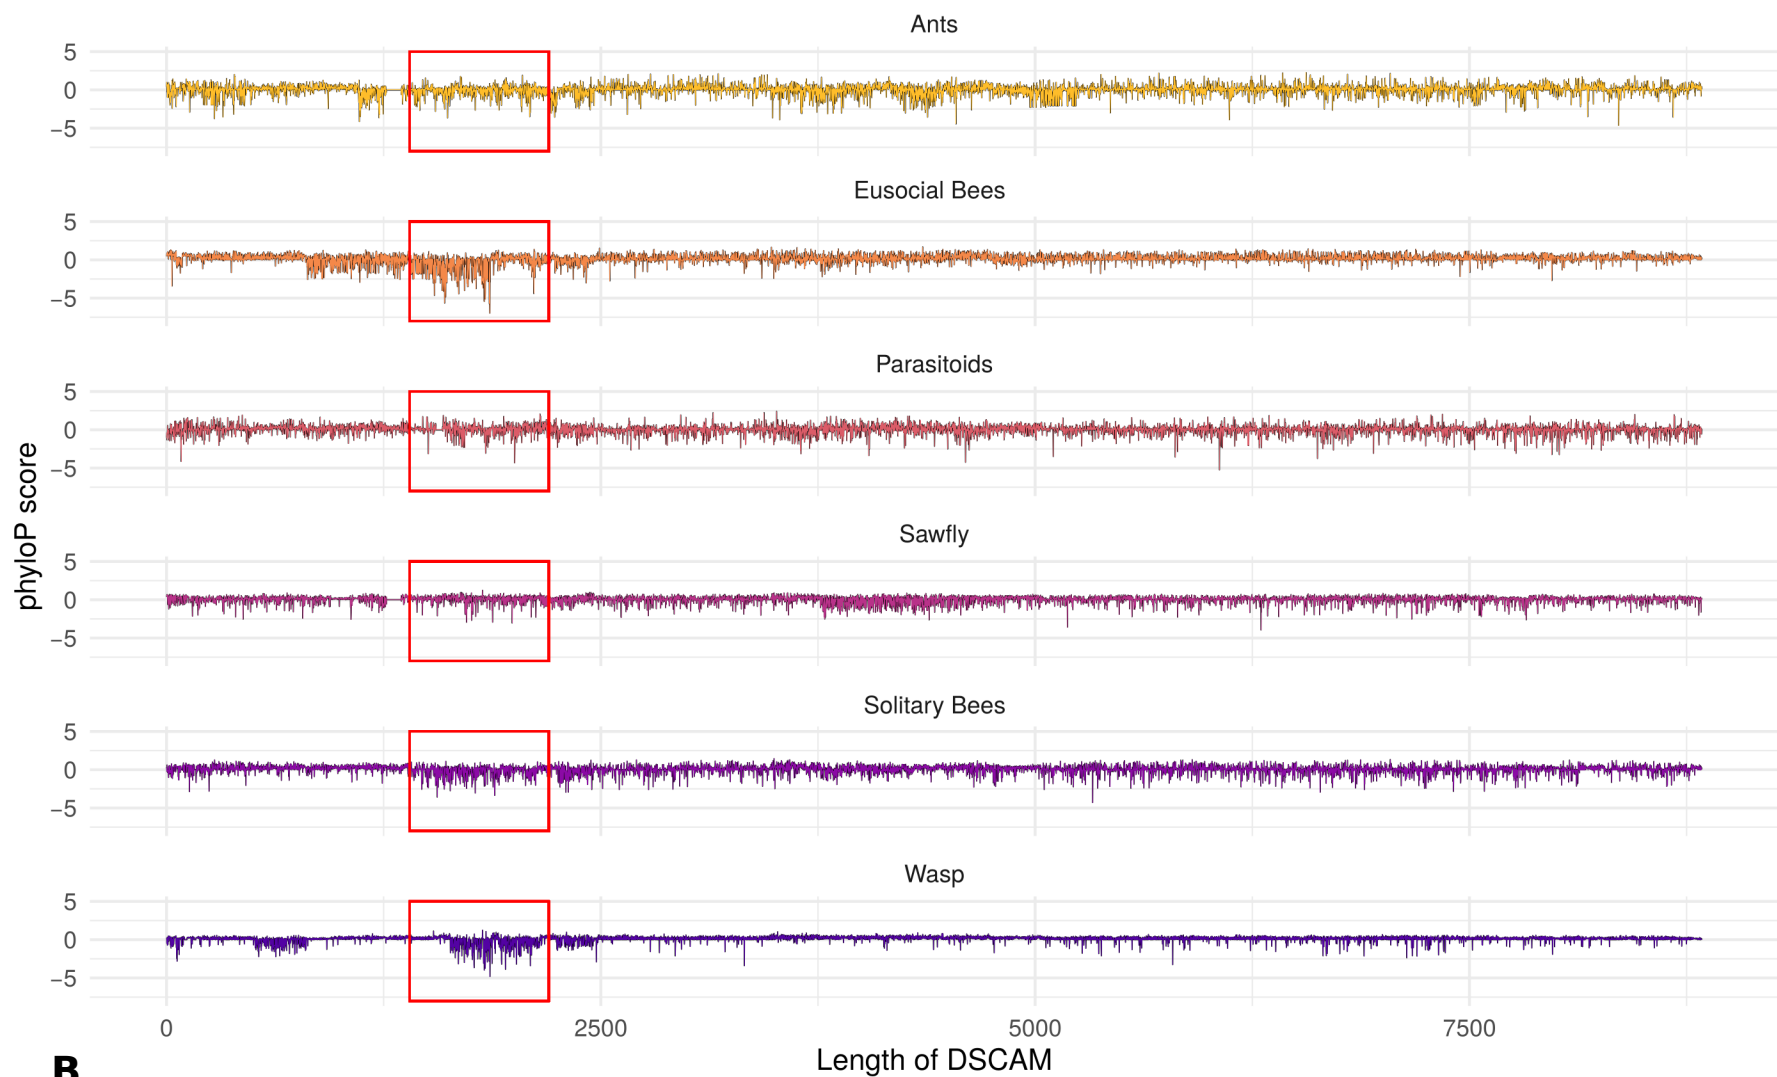 Ants
5
0
−5
Eusocial Bees
5
0
−5
Parasitoids
5
0
−5
phyloP score
Sawfly
5
0
−5
Solitary Bees
5
0
−5
Wasp
5
0
−5
0 2500 5000 7500
Length of DSCAM
B